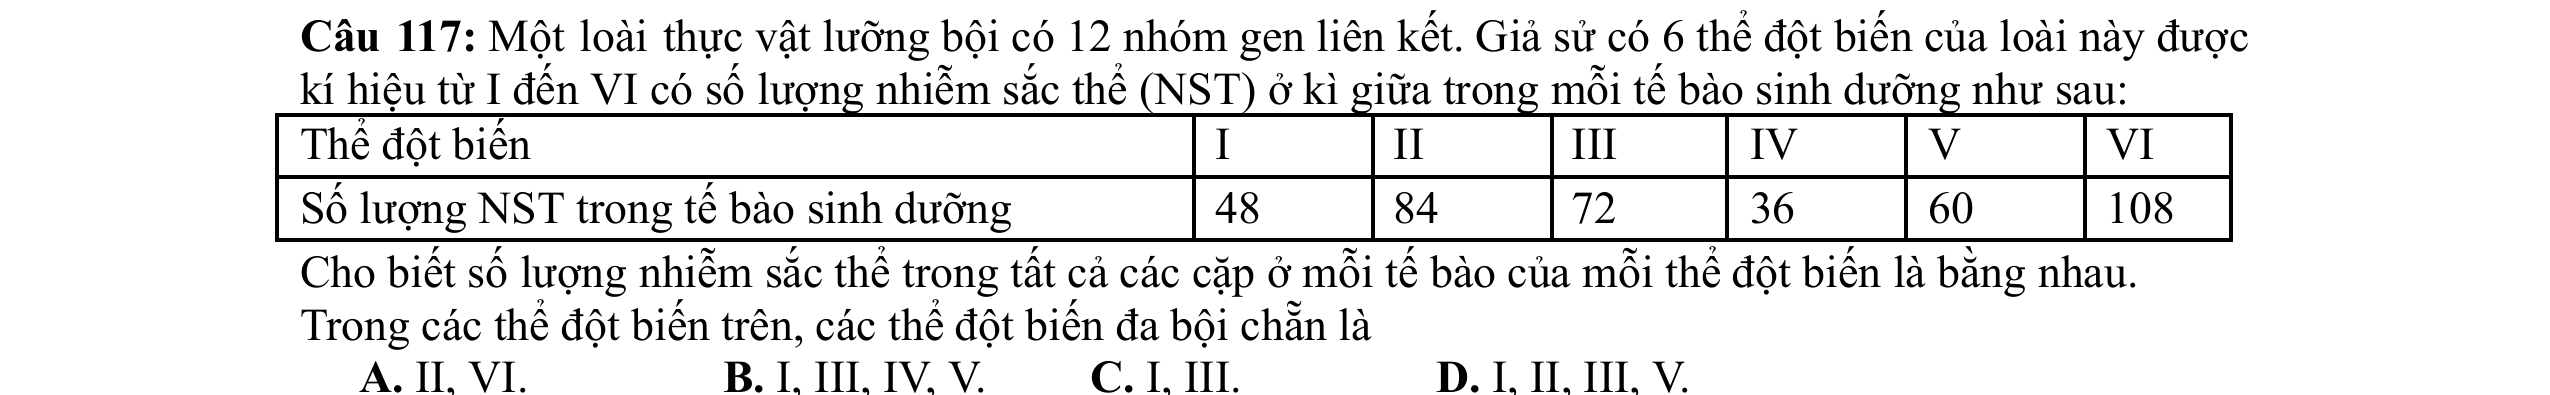 Câu 117: Một loài thực vật lưỡng bội có 12 nhóm gen liên kết. Giả sử có 6 thể đột biến của loài này được
kí hiệu từ I đến VI có số lượng nhiễm sắc thể (NST) ở kì giữa trong mỗi tế bào sinh dưỡng như sau:
Thể đột biến I II III IV V VI
Số lượng NST trong tế bào sinh dưỡng 48 84 72 36 60 108
Cho biết số lượng nhiễm sắc thể trong tất cả các cặp ở mỗi tế bào của mỗi thể đột biến là bằng nhau.
Trong các thể đột biến trên, các thể đột biến đa bội chẵn là
A. II, VI. B. I, III, IV, V. C. I, III. D. I, II, III, V.